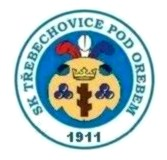 SK TŘEBECHOVICE POD OREBEM
1911